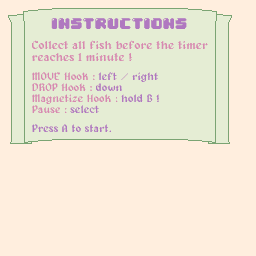 INSTRUCTIONS
Collect all fish before the timer
reaches 1 minute !
MOVE Hook : left / right
DROP Hook : down
Magnetize Hook : hold B !
Pause : select
Press A to start.